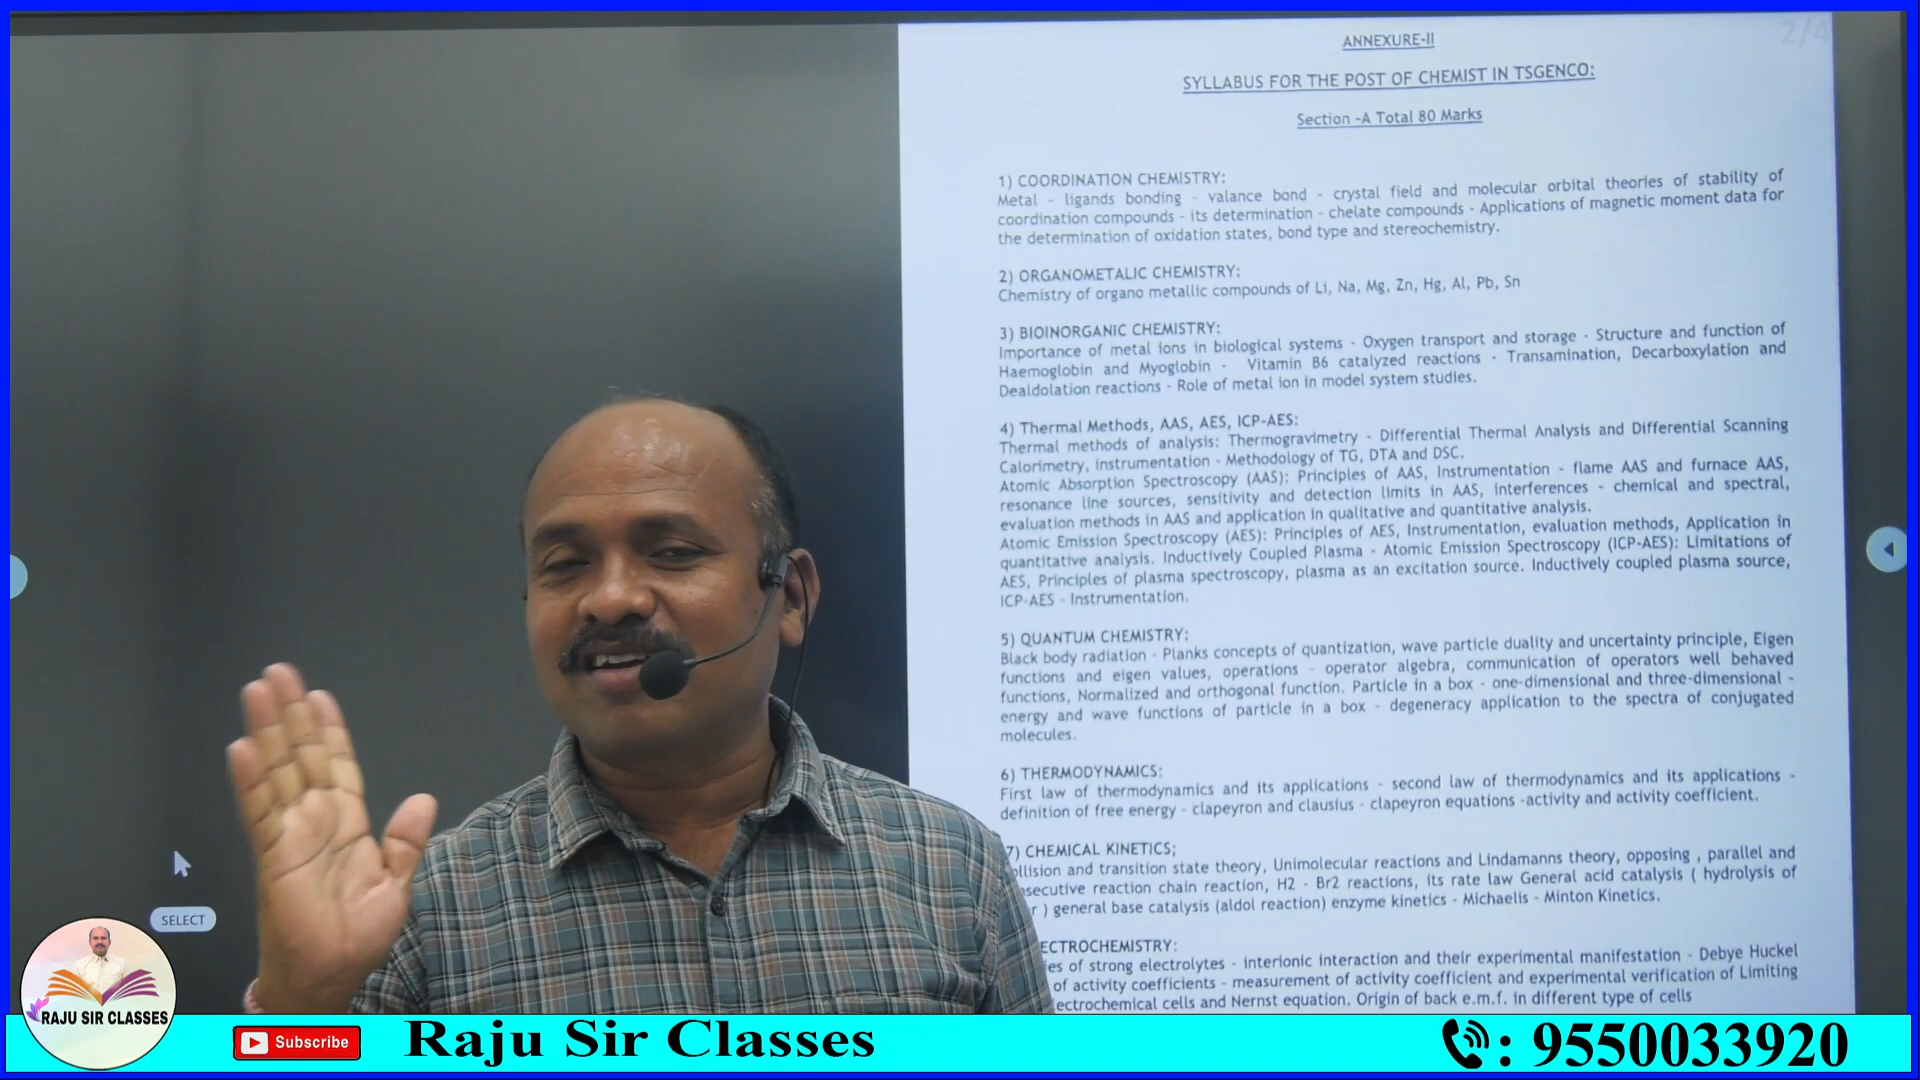 2/4
ANNEXURE-II
SYLLABUS FOR THE POST OF CHEMIST IN TSGENCO:
Section -A Total 80 Marks
1) COORDINATION CHEMISTRY:
Metal - ligands bonding - valance bond - crystal field and molecular orbital theories of stability of
coordination compounds - its determination - chelate compounds - Applications of magnetic moment data for
the determination of oxidation states, bond type and stereochemistry.
2) ORGANOMETALIC CHEMISTRY:
Chemistry of organo metallic compounds of Li, Na, Mg, Zn, Hg, Al, Pb, Sn
3) BIOINORGANIC CHEMISTRY:
Importance of metal ions in biological systems - Oxygen transport and storage - Structure and function of
Haemoglobin and Myoglobin - Vitamin B6 catalyzed reactions - Transamination, Decarboxylation and
Dealdolation reactions - Role of metal ion in model system studies.
4) Thermal Methods, AAS, AES, ICP-AES:
Thermal methods of analysis: Thermogravimetry - Differential Thermal Analysis and Differential Scanning
Calorimetry, instrumentation - Methodology of TG, DTA and DSC.
Atomic Absorption Spectroscopy (AAS): Principles of AAS, Instrumentation - flame AAS and furnace AAS,
resonance line sources, sensitivity and detection limits in AAS, interferences - chemical and spectral,
evaluation methods in AAS and application in qualitative and quantitative analysis.
Atomic Emission Spectroscopy (AES): Principles of AES, Instrumentation, evaluation methods, Application in
quantitative analysis. Inductively Coupled Plasma - Atomic Emission Spectroscopy (ICP-AES): Limitations of
AES, Principles of plasma spectroscopy, plasma as an excitation source. Inductively coupled plasma source,
ICP-AES - Instrumentation.
5) QUANTUM CHEMISTRY:
Black body radiation - Planks concepts of quantization, wave particle duality and uncertainty principle, Eigen
functions and eigen values, operations - operator algebra, communication of operators well behaved
functions, Normalized and orthogonal function. Particle in a box - one-dimensional and three-dimensional -
energy and wave functions of particle in a box - degeneracy application to the spectra of conjugated
molecules.
6) THERMODYNAMICS:
First law of thermodynamics and its applications - second law of thermodynamics and its applications -
definition of free energy - clapeyron and clausius - clapeyron equations -activity and activity coefficient.
7) CHEMICAL KINETICS;
ollision and transition state theory, Unimolecular reactions and Lindamanns theory, opposing , parallel and
secutive reaction chain reaction, H2 - Br2 reactions, its rate law General acid catalysis ( hydrolysis of
r ) general base catalysis (aldol reaction) enzyme kinetics - Michaelis - Minton Kinetics.
ECTROCHEMISTRY:
ies of strong electrolytes - interionic interaction and their experimental manifestation - Debye Huckel
of activity coefficients - measurement of activity coefficient and experimental verification of Limiting
ectrochemical cells and Nernst equation. Origin of back e.m.f. in different type of cells
SELECT
RAJU SIR CLASSES
Subscribe
Raju Sir Classes
: 9550033920